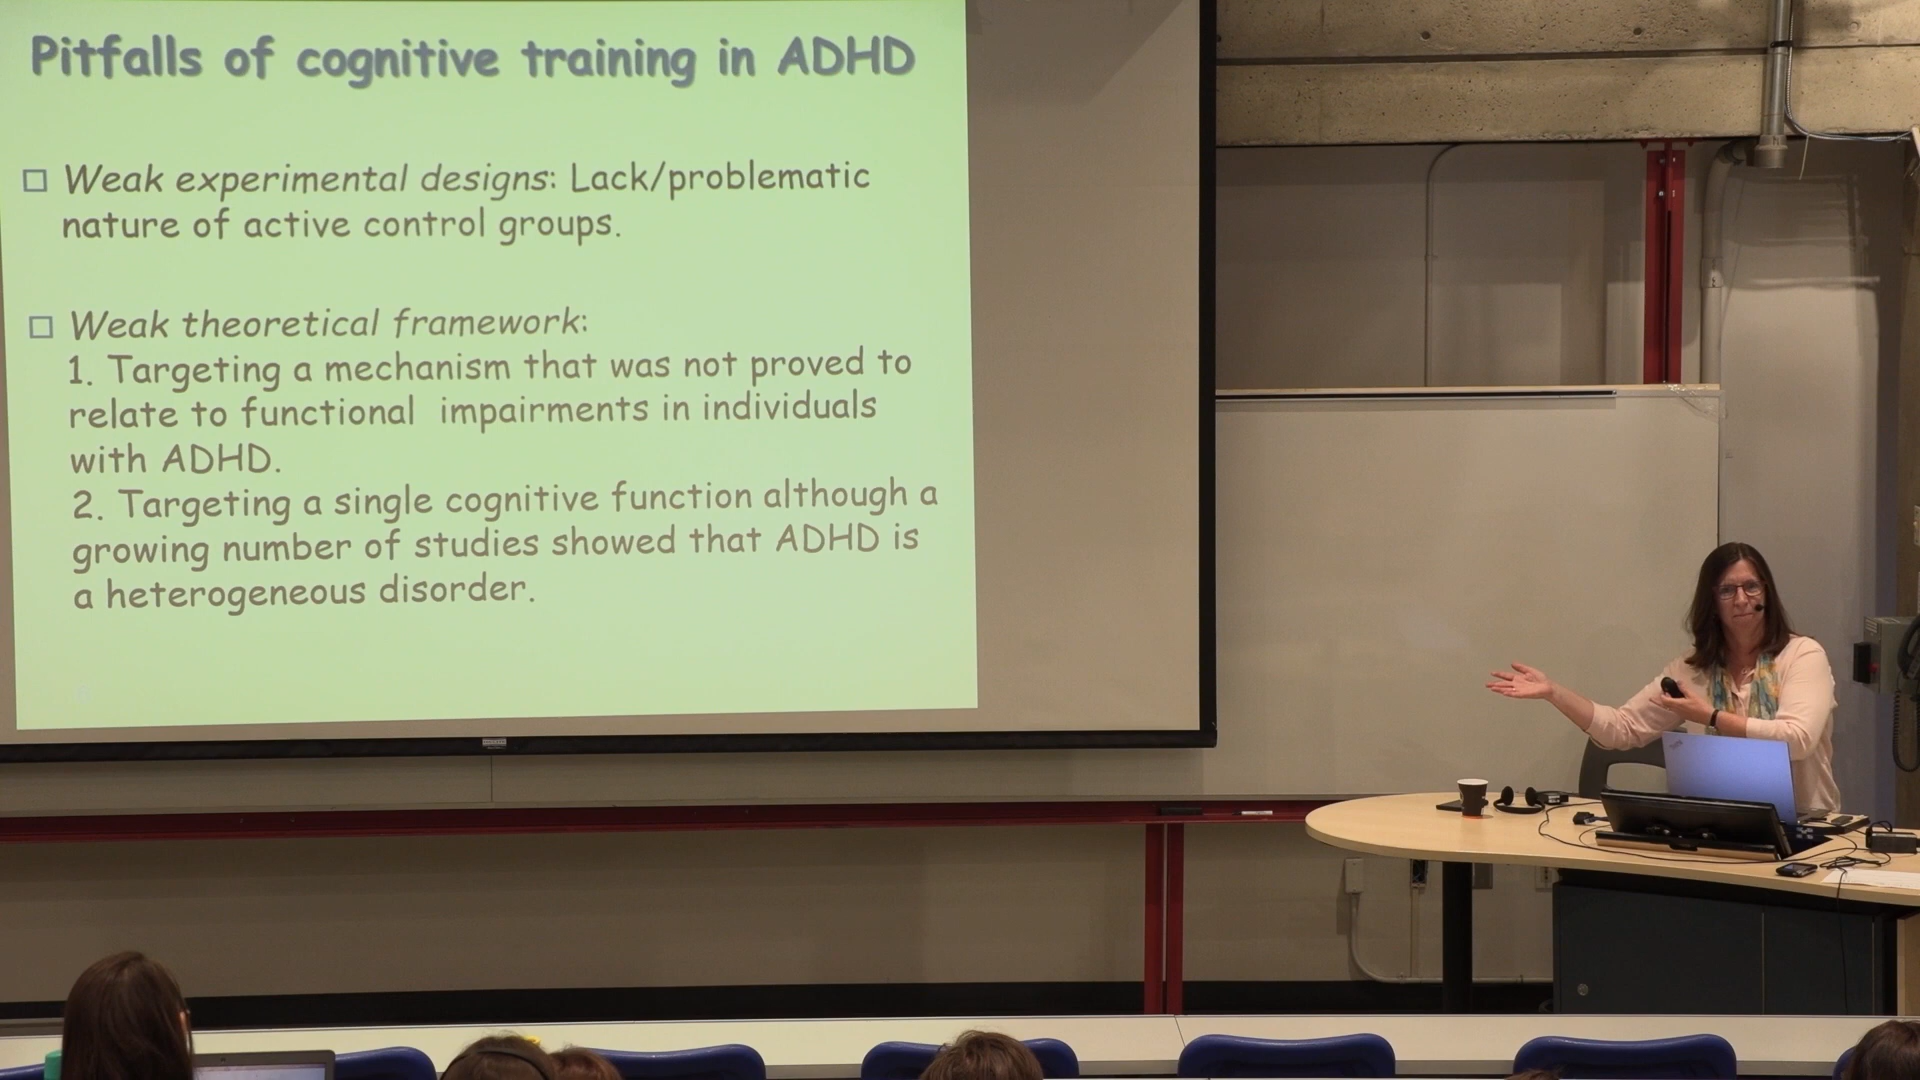 Pitfalls of cognitive training in ADHD
Weak experimental designs: Lack/problematic
nature of active control groups.
Weak theoretical framework:
1. Targeting a mechanism that was not proved to
relate to functional impairments in individuals
with ADHD.
2. Targeting a single cognitive function although a
growing number of studies showed that ADHD is
a heterogeneous disorder.